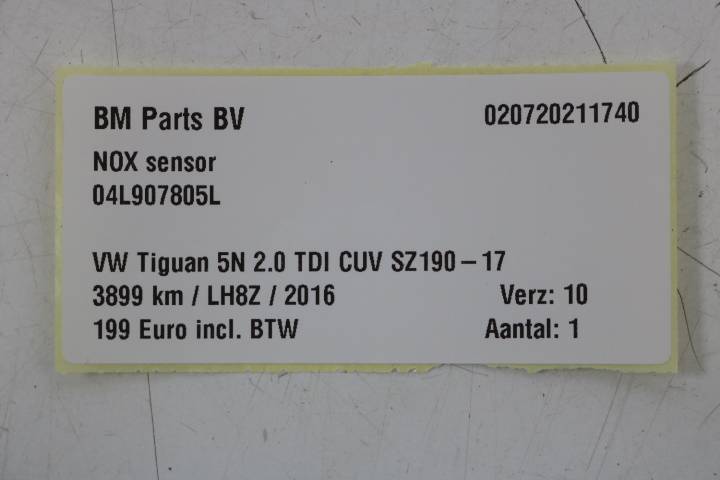 BM Parts BV 020720211740
NOX sensor
04L907805L
VW Tiguan 5N 2.0 TDI CUV SZ190 – 17
3899 km / LH8Z / 2016 Verz: 10
199 Euro incl. BTW Aantal: 1